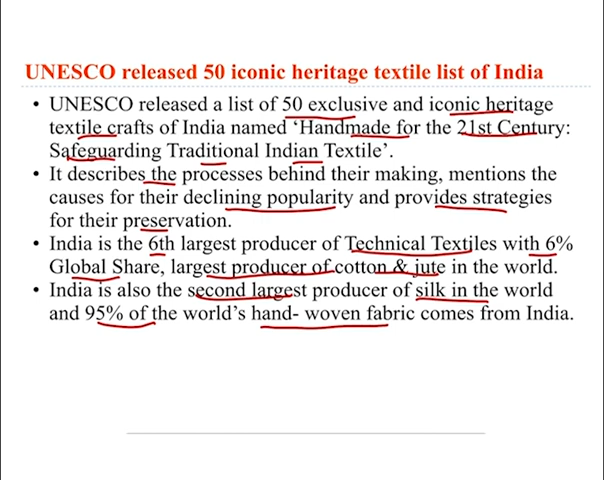 UNESCO released 50 iconic heritage textile list of India
• UNESCO released a list of 50 exclusive and iconic heritage
textile crafts of India named ‘Handmade for the 21st Century:
Safeguarding Traditional Indian Textile’.
• It describes the processes behind their making, mentions the
causes for their declining popularity and provides strategies
for their preservation.
• India is the 6th largest producer of Technical Textiles with 6%
Global Share, largest producer of cotton & jute in the world.
• India is also the second largest producer of silk in the world
and 95% of the world’s hand- woven fabric comes from India.